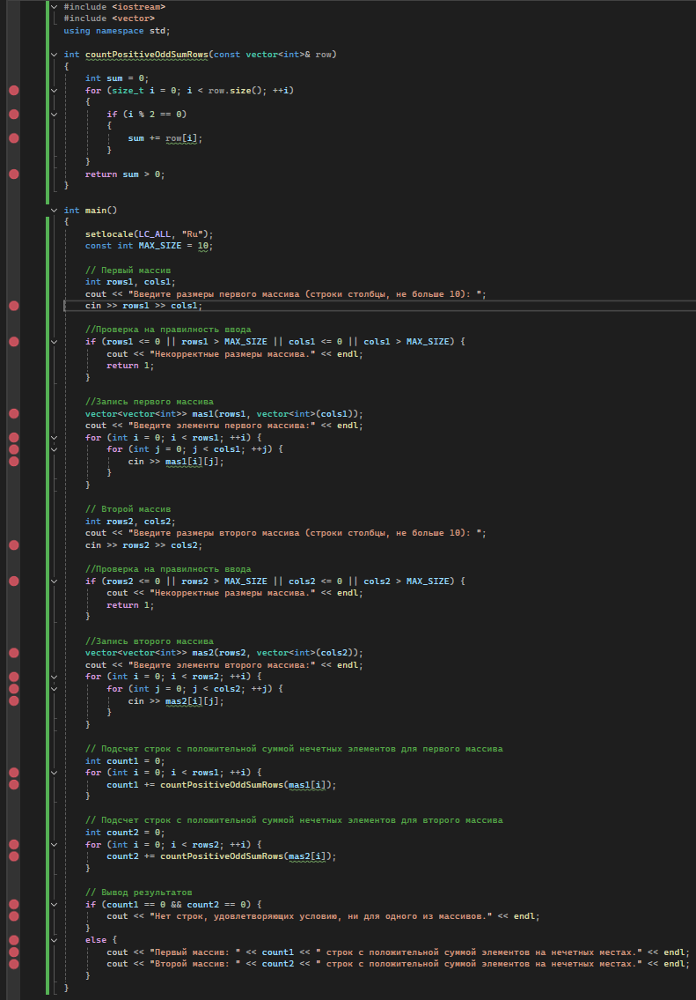 #include <iostream>
#include <vector>
using namespace std;
int countPositiveOddSumRows(const vector<int>& row)
{
int sum = 0;
for (size_t i = 0; i < row.size(); ++i)
{
if (i % 2 == 0)
{
sum += row[i];
}
}
return sum > 0;
}
int main()
{
setlocale(LC_ALL, "Ru");
const int MAX_SIZE = 10;
// Первый массив
int rows1, cols1;
cout << "Введите размеры первого массива (строки столбцы, не больше 10): ";
cin >> rows1 >> cols1;
//Проверка на правилность ввода
if (rows1 <= 0 || rows1 > MAX_SIZE || cols1 <= 0 || cols1 > MAX_SIZE) {
cout << "Некорректные размеры массива." << endl;
return 1;
}
//Запись первого массива
vector<vector<int>> mas1(rows1, vector<int>(cols1));
cout << "Введите элементы первого массива:" << endl;
for (int i = 0; i < rows1; ++i) {
for (int j = 0; j < cols1; ++j) {
cin >> mas1[i][j];
}
}
// Второй массив
int rows2, cols2;
cout << "Введите размеры второго массива (строки столбцы, не больше 10): ";
cin >> rows2 >> cols2;
//Проверка на правилность ввода
if (rows2 <= 0 || rows2 > MAX_SIZE || cols2 <= 0 || cols2 > MAX_SIZE) {
cout << "Некорректные размеры массива." << endl;
return 1;
}
//Запись второго массива
vector<vector<int>> mas2(rows2, vector<int>(cols2));
cout << "Введите элементы второго массива:" << endl;
for (int i = 0; i < rows2; ++i) {
for (int j = 0; j < cols2; ++j) {
cin >> mas2[i][j];
}
}
// Подсчет строк с положительной суммой нечетных элементов для первого массива
int count1 = 0;
for (int i = 0; i < rows1; ++i) {
count1 += countPositiveOddSumRows(mas1[i]);
}
// Подсчет строк с положительной суммой нечетных элементов для второго массива
int count2 = 0;
for (int i = 0; i < rows2; ++i) {
count2 += countPositiveOddSumRows(mas2[i]);
}
// Вывод результатов
if (count1 == 0 && count2 == 0) {
cout << "Нет строк, удовлетворяющих условию, ни для одного из массивов." << endl;
}
else {
cout << "Первый массив: " << count1 << " строк с положительной суммой элементов на нечетных местах." << endl;
cout << "Второй массив: " << count2 << " строк с положительной суммой элементов на нечетных местах." << endl;
}
}